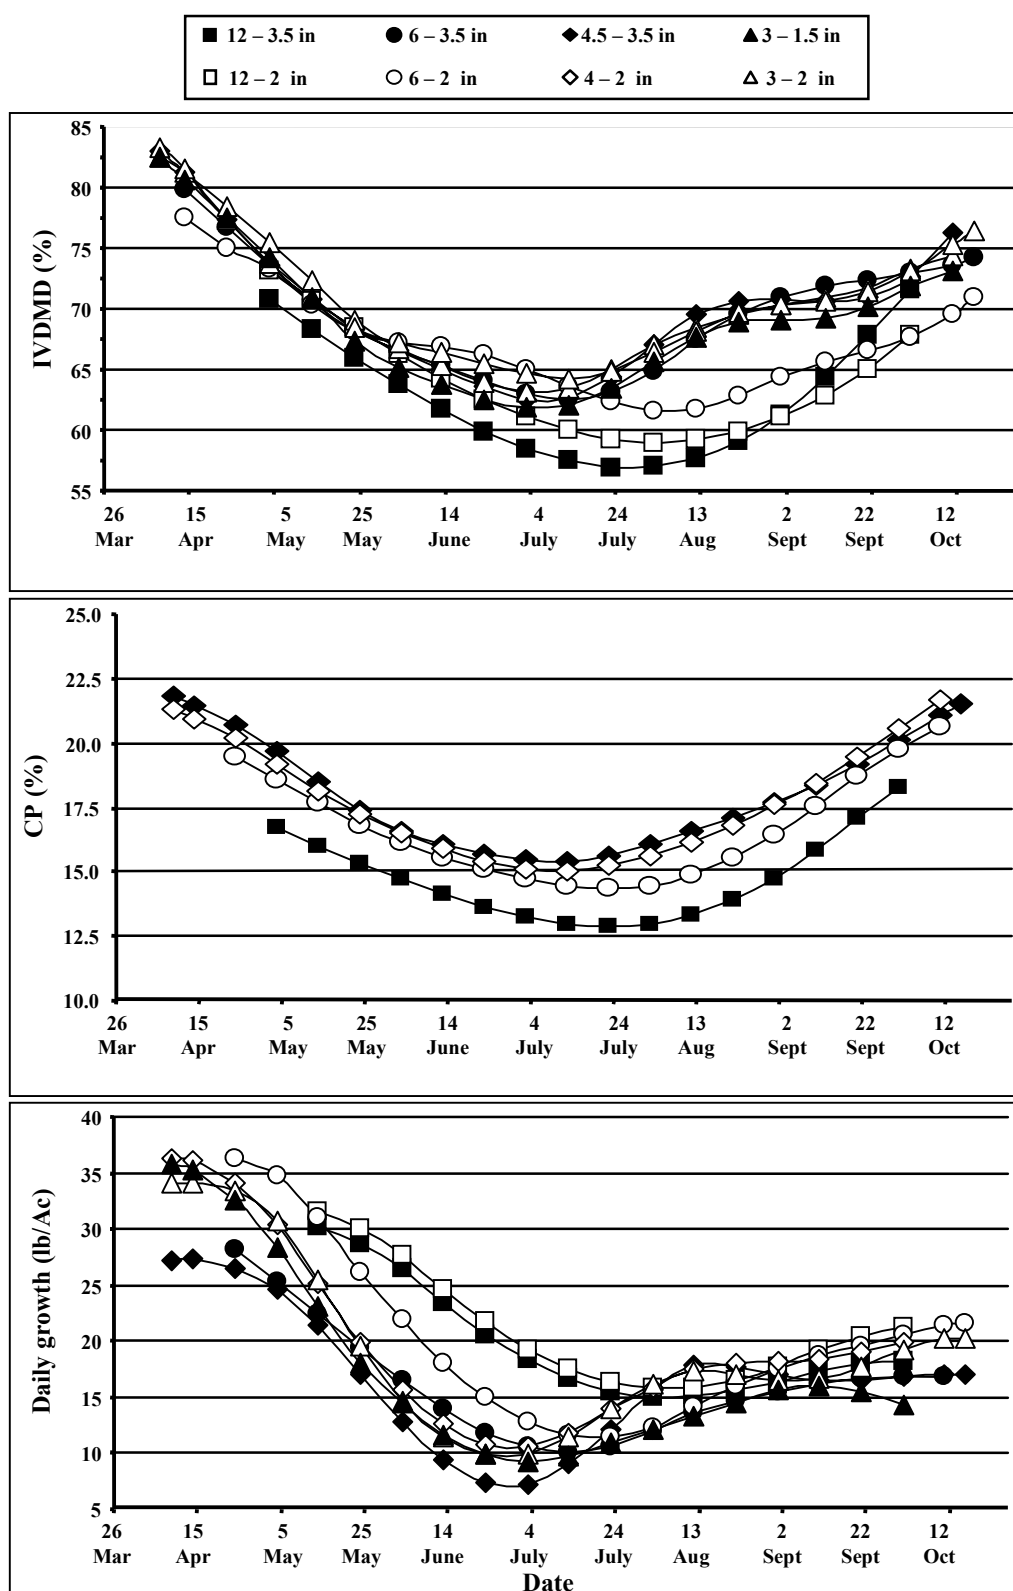 12 – 3.5 in 6 – 3.5 in 4.5 – 3.5 in 3 – 1.5 in
12 – 2 in 6 – 2 in 4 – 2 in 3 – 2 in
IVDMD (%)
85
80
75
70
65
60
55
26 15 5 25 14 4 24 13 2 22 12
Mar Apr May May June July July Aug Sept Sept Oct
CP (%)
25.0
22.5
20.0
17.5
15.0
12.5
10.0
26 15 5 25 14 4 24 13 2 22 12
Mar Apr May May June July July Aug Sept Sept Oct
Daily growth (lb/Ac)
40
35
30
25
20
15
10
5
26 15 5 25 14 4 24 13 2 22 12
Mar Apr May May June July July Aug Sept Sept Oct
Date